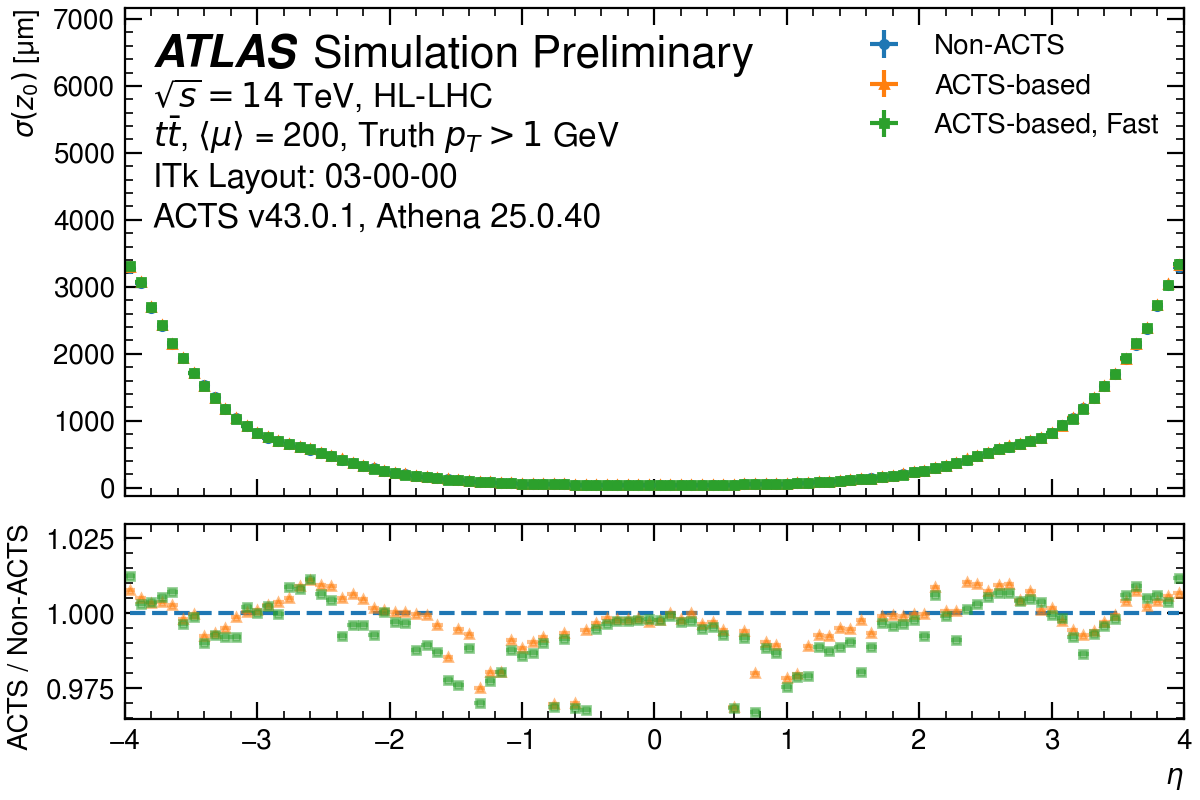 7000
6000
5000
4000
3000
2000
1000
0
σ(z₀) [μm]
ATLAS Simulation Preliminary
√s = 14 TeV, HL-LHC
tt̄, ⟨μ⟩ = 200, Truth p_T > 1 GeV
ITk Layout: 03-00-00
ACTS v43.0.1, Athena 25.0.40
Non-ACTS
ACTS-based
ACTS-based, Fast
1.025
1.000
0.975
ACTS / Non-ACTS
−4 −3 −2 −1 0 1 2 3 4
η